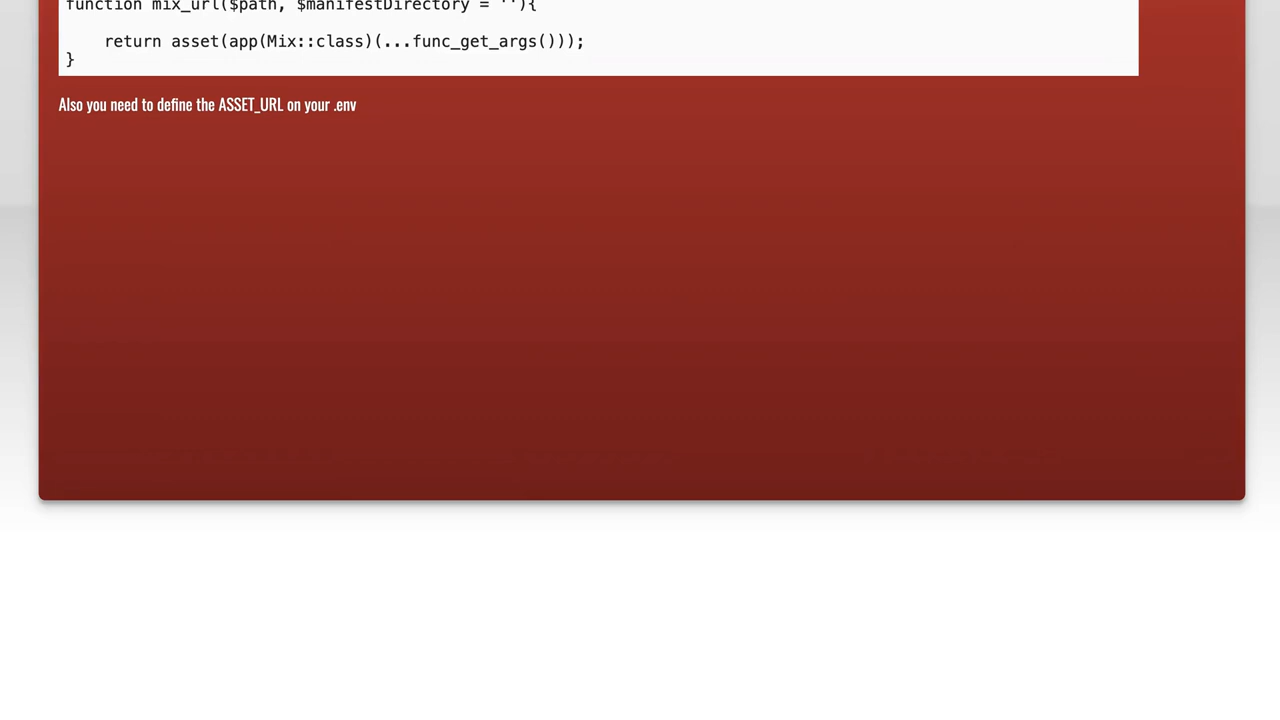 function mix_url($path, $manifestDirectory = ''){
return asset(app(Mix::class)(...func_get_args()));
}
Also you need to define the ASSET_URL on your .env